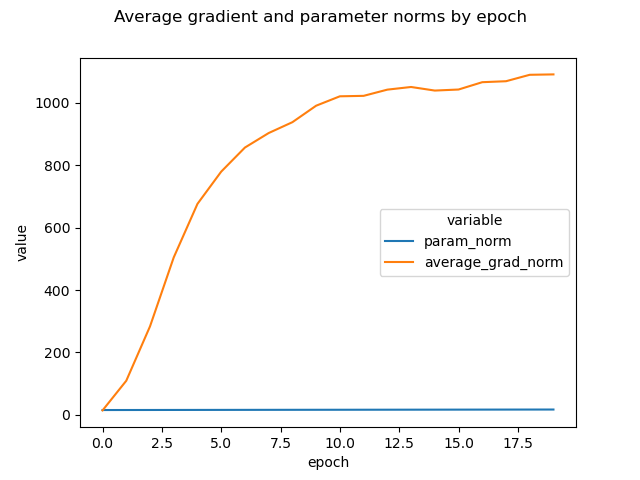 Average gradient and parameter norms by epoch
1000
800
600
400
200
0
value
variable
param_norm
average_grad_norm
0.0 2.5 5.0 7.5 10.0 12.5 15.0 17.5
epoch